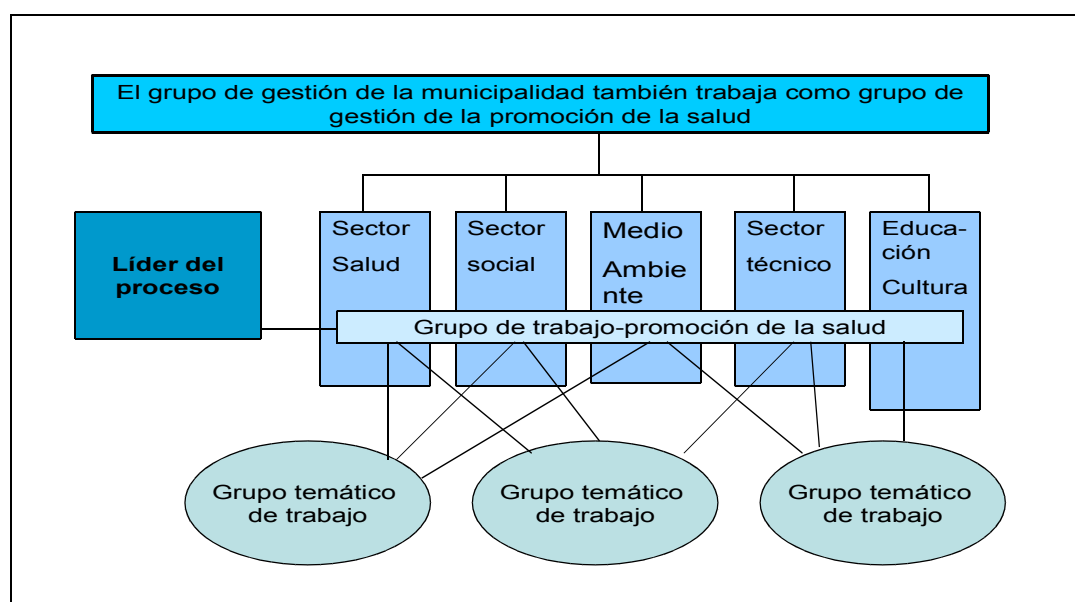 El grupo de gestión de la municipalidad también trabaja como grupo de
gestión de la promoción de la salud
Líder del
proceso
Sector
Salud
Sector
social
Medio
Ambie
nte
Sector
técnico
Educa-
ción
Cultura
Grupo de trabajo-promoción de la salud
Grupo temático
de trabajo
Grupo temático
de trabajo
Grupo temático
de trabajo